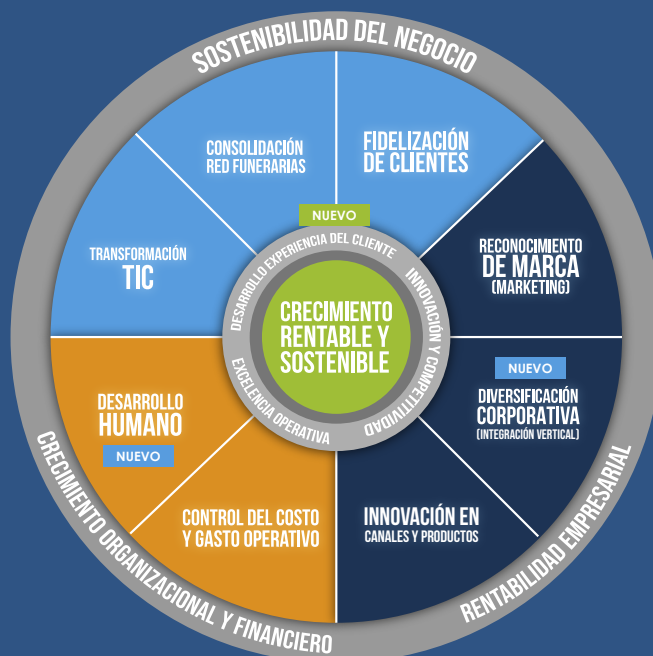 SOSTENIBILIDAD DEL NEGOCIO
CONSOLIDACIÓN
RED FUNERARIAS
FIDELIZACIÓN
DE CLIENTES
TRANSFORMACIÓN
TIC
RECONOCIMIENTO
DE MARCA
(MARKETING)
NUEVO
DESARROLLO EXPERIENCIA DEL CLIENTE
INNOVACIÓN Y COMPETITIVIDAD
EXCELENCIA OPERATIVA
CRECIMIENTO
RENTABLE Y
SOSTENIBLE
DESARROLLO
HUMANO
NUEVO
NUEVO
DIVERSIFICACIÓN
CORPORATIVA
(INTEGRACIÓN VERTICAL)
CONTROL DEL COSTO
Y GASTO OPERATIVO
INNOVACIÓN EN
CANALES Y PRODUCTOS
CRECIMIENTO ORGANIZACIONAL Y FINANCIERO
RENTABILIDAD EMPRESARIAL